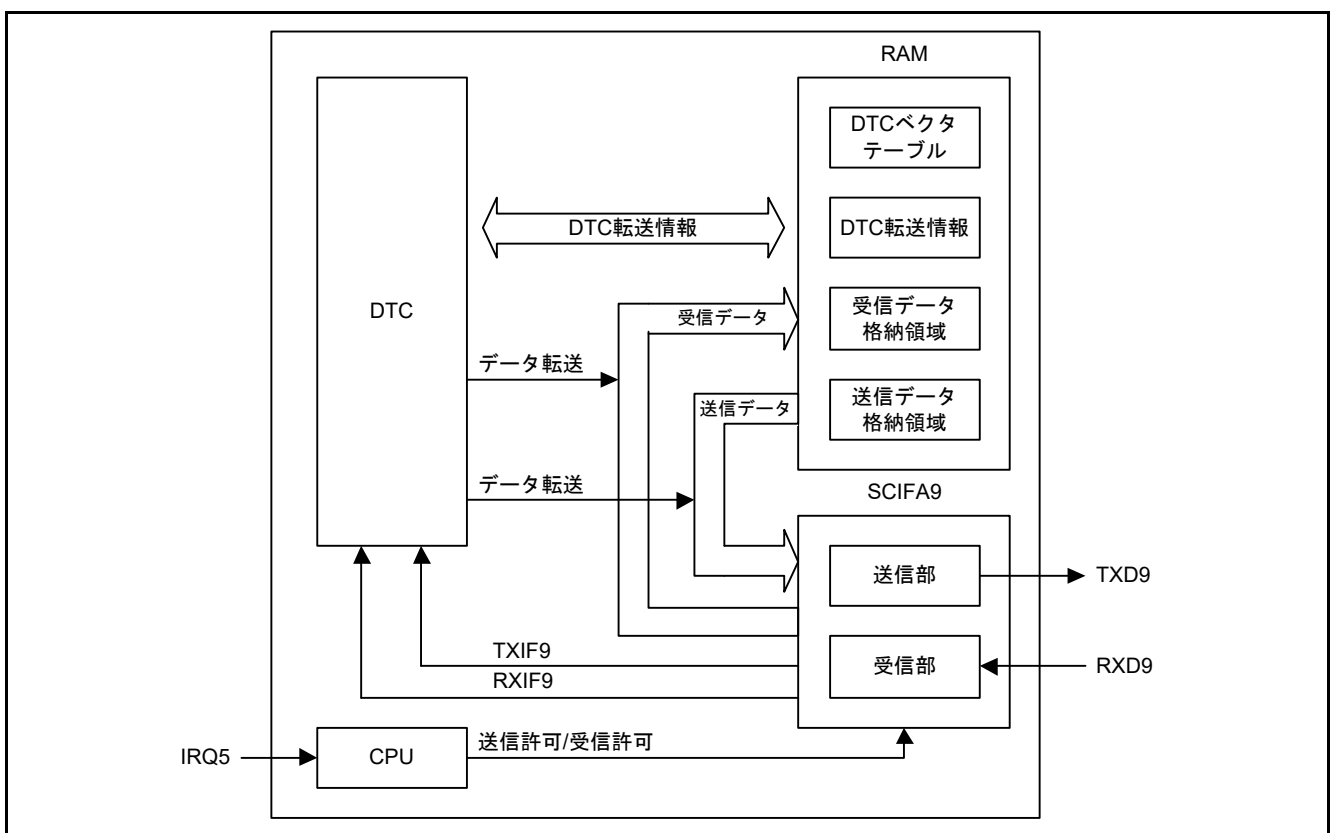 RAM
DTCベクタ
テーブル
DTC転送情報
DTC転送情報
DTC
受信データ
受信データ
格納領域
データ転送
送信データ
送信データ
格納領域
データ転送
SCIFA9
送信部
TXD9
TXIF9
受信部
RXD9
RXIF9
送信許可/受信許可
IRQ5
CPU